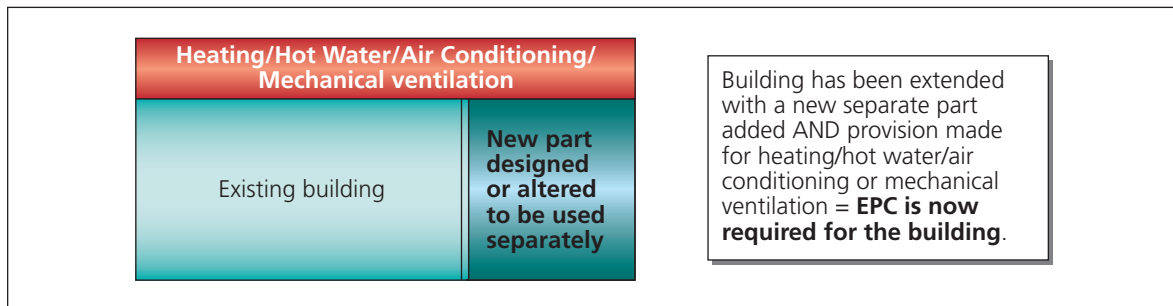 Heating/Hot Water/Air Conditioning/
Mechanical ventilation
Existing building
New part
designed
or altered
to be used
separately
Building has been extended
with a new separate part
added AND provision made
for heating/hot water/air
conditioning or mechanical
ventilation = EPC is now
required for the building.